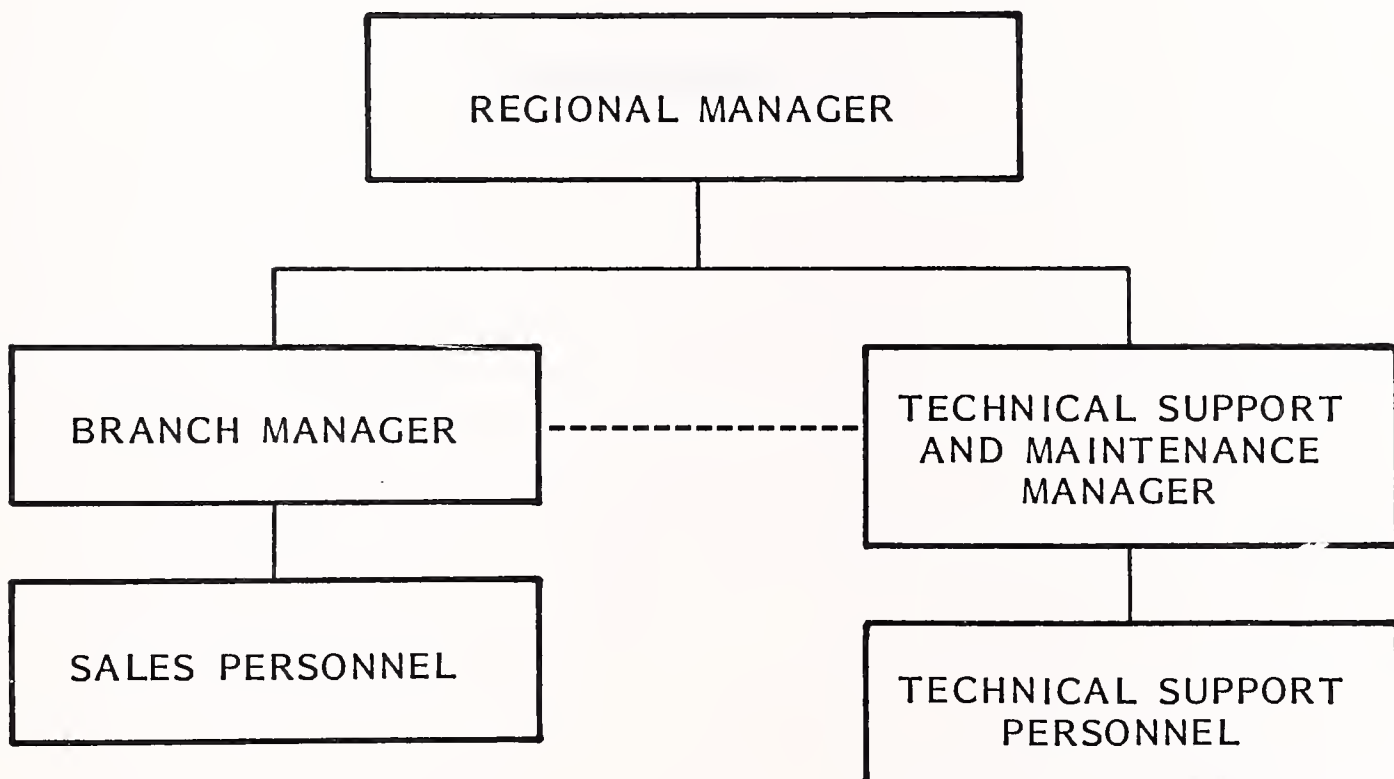 REGIONAL MANAGER
BRANCH MANAGER
TECHNICAL SUPPORT
AND MAINTENANCE
MANAGER
SALES PERSONNEL
TECHNICAL SUPPORT
PERSONNEL